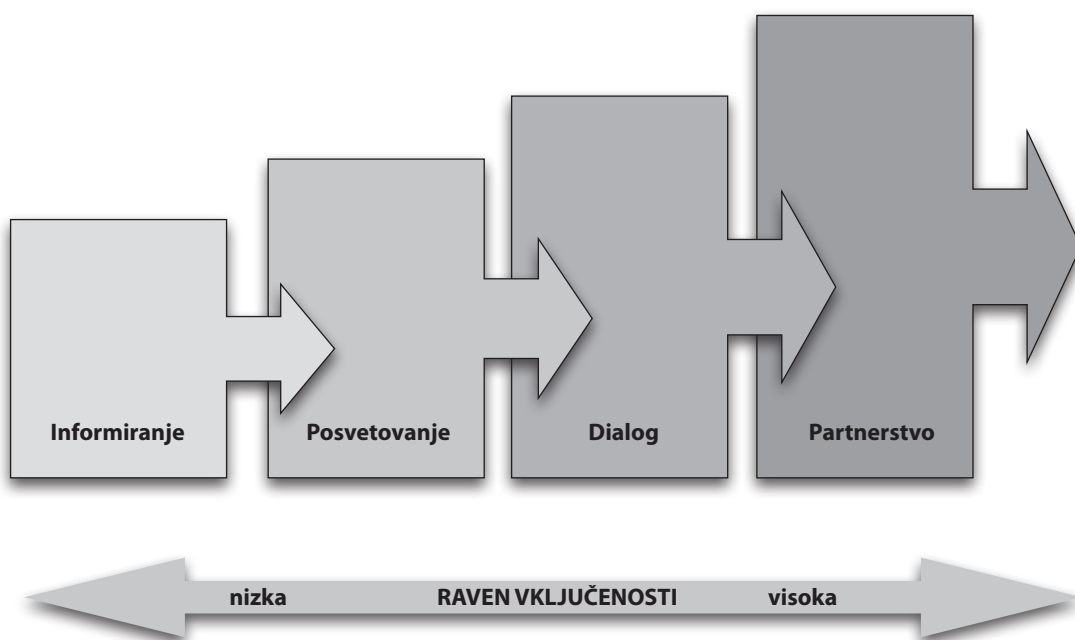 Informiranje
Posvetovanje
Dialog
Partnerstvo
nizka RAVEN VKLJUČENOSTI visoka